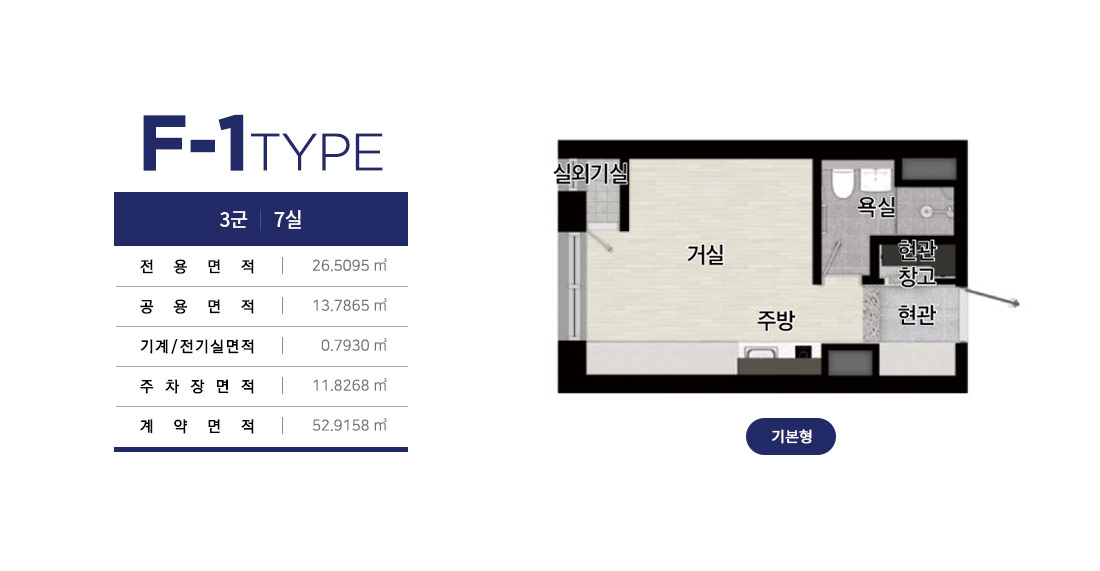 F-1 TYPE
3군 | 7실
전용면적 | 26.5095 ㎡
공용면적 | 13.7865 ㎡
기계/전기실면적 | 0.7930 ㎡
주차장면적 | 11.8268 ㎡
계약면적 | 52.9158 ㎡
실외기실
욕실
거실
현관
창고
현관
주방
기본형